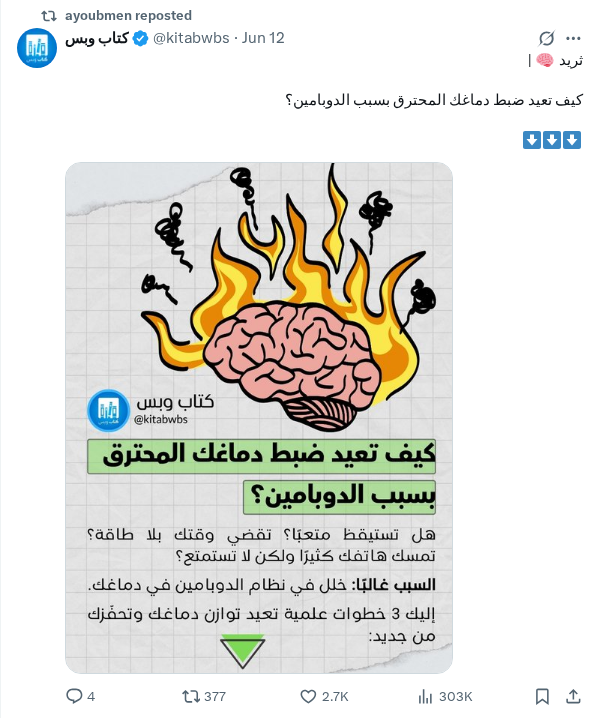 ayoubmen reposted
كتاب وبس @kitabwbs · Jun 12
ثريد 🧠 |
كيف تعيد ضبط دماغك المحترق بسبب الدوبامين؟
⬇️⬇️⬇️
كتاب وبس
@kitabwbs
كيف تعيد ضبط دماغك المحترق
بسبب الدوبامين؟
هل تستيقظ متعبًا؟ تقضي وقتك بلا طاقة؟
تمسك هاتفك كثيرًا ولكن لا تستمتع؟
السبب غالبًا: خلل في نظام الدوبامين في دماغك.
إليك 3 خطوات علمية تعيد توازن دماغك وتحفّزك
من جديد:
4 377 2.7K 303K